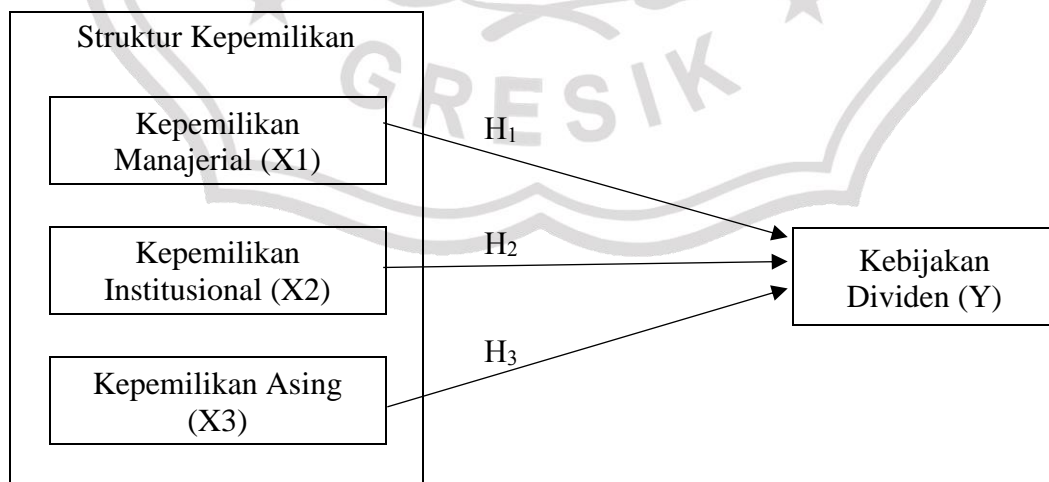 Struktur Kepemilikan
GRESIK
Kepemilikan
Manajerial (X1)
H1
Kepemilikan
Institusional (X2)
H2
Kebijakan
Dividen (Y)
Kepemilikan Asing
(X3)
H3